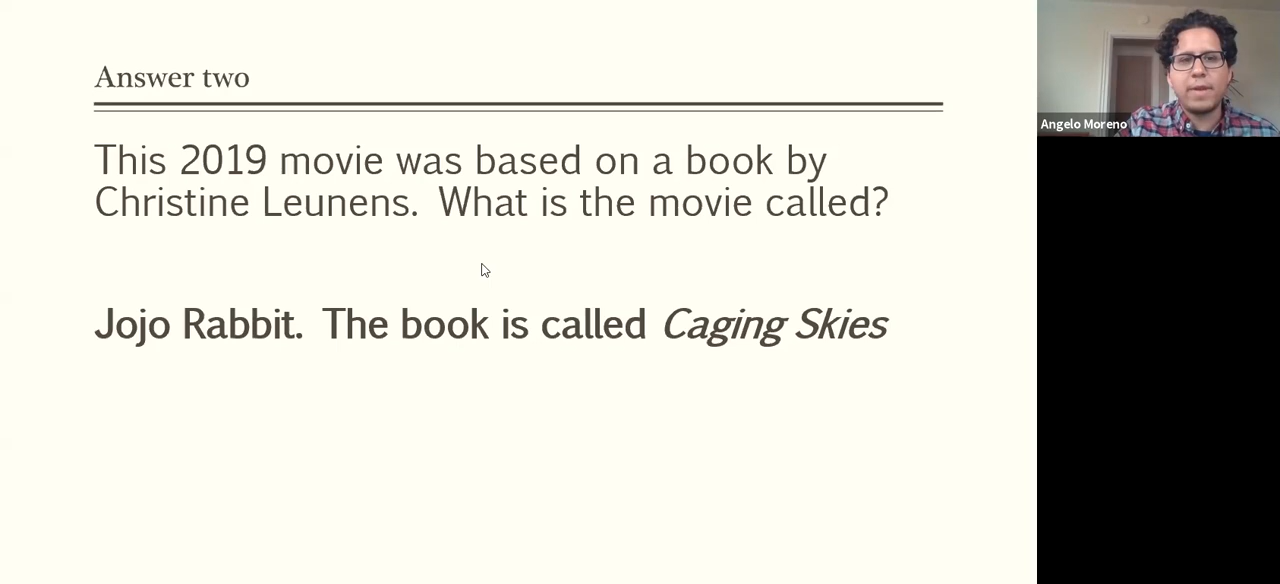 Answer two
This 2019 movie was based on a book by
Christine Leunens.  What is the movie called?
Jojo Rabbit.  The book is called Caging Skies
Angelo Moreno